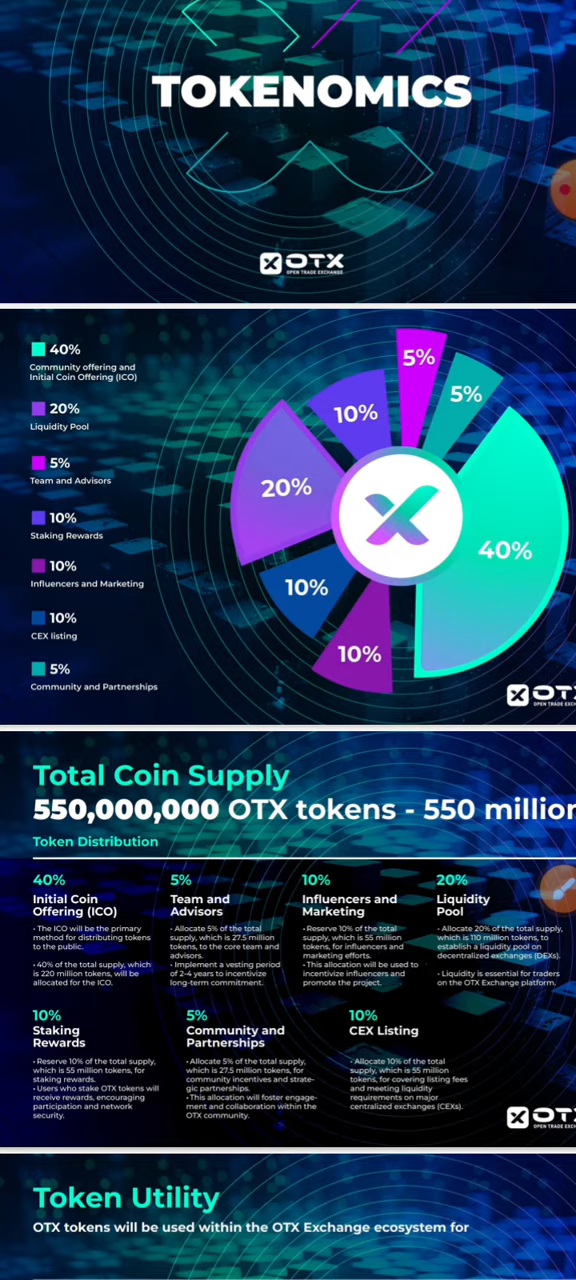 TOKENOMICS
OTX
OPEN TRADE EXCHANGE
40%
Community offering and
Initial Coin Offering (ICO)
20%
Liquidity Pool
5%
Team and Advisors
10%
Staking Rewards
10%
Influencers and Marketing
10%
CEX listing
5%
Community and Partnerships
5%
5%
10%
20%
40%
10%
10%
OTX
OPEN TRADE EXCH
Total Coin Supply
550,000,000 OTX tokens - 550 million
Token Distribution
40%
Initial Coin
Offering (ICO)
• The ICO will be the primary
method for distributing tokens
to the public.
• 40% of the total supply, which
is 220 million tokens, will be
allocated for the ICO.
5%
Team and
Advisors
• Allocate 5% of the total
supply, which is 27.5 million
tokens, to the core team and
advisors.
• Implement a vesting period
of 2-4 years to incentivize
long-term commitment.
10%
Influencers and
Marketing
• Reserve 10% of the total
supply, which is 55 million
tokens, for influencers and
marketing efforts.
• This allocation will be used to
incentivize influencers and
promote the project.
20%
Liquidity
Pool
• Allocate 20% of the total supply,
which is 110 million tokens, to
establish a liquidity pool on
decentralized exchanges (DEXs).
• Liquidity is essential for traders
on the OTX Exchange platform.
10%
Staking
Rewards
• Reserve 10% of the total supply,
which is 55 million tokens, for
staking rewards.
• Users who stake OTX tokens will
receive rewards, encouraging
participation and network
security.
5%
Community and
Partnerships
• Allocate 5% of the total supply,
which is 27.5 million tokens, for
community incentives and strate-
gic partnerships.
• This allocation will foster engage-
ment and collaboration within the
OTX community.
10%
CEX Listing
• Allocate 10% of the total
supply, which is 55 million
tokens, for covering listing fees
and meeting liquidity
requirements on major
centralized exchanges (CEXs).
OTX
OPEN TRADE EXCH
Token Utility
OTX tokens will be used within the OTX Exchange ecosystem for